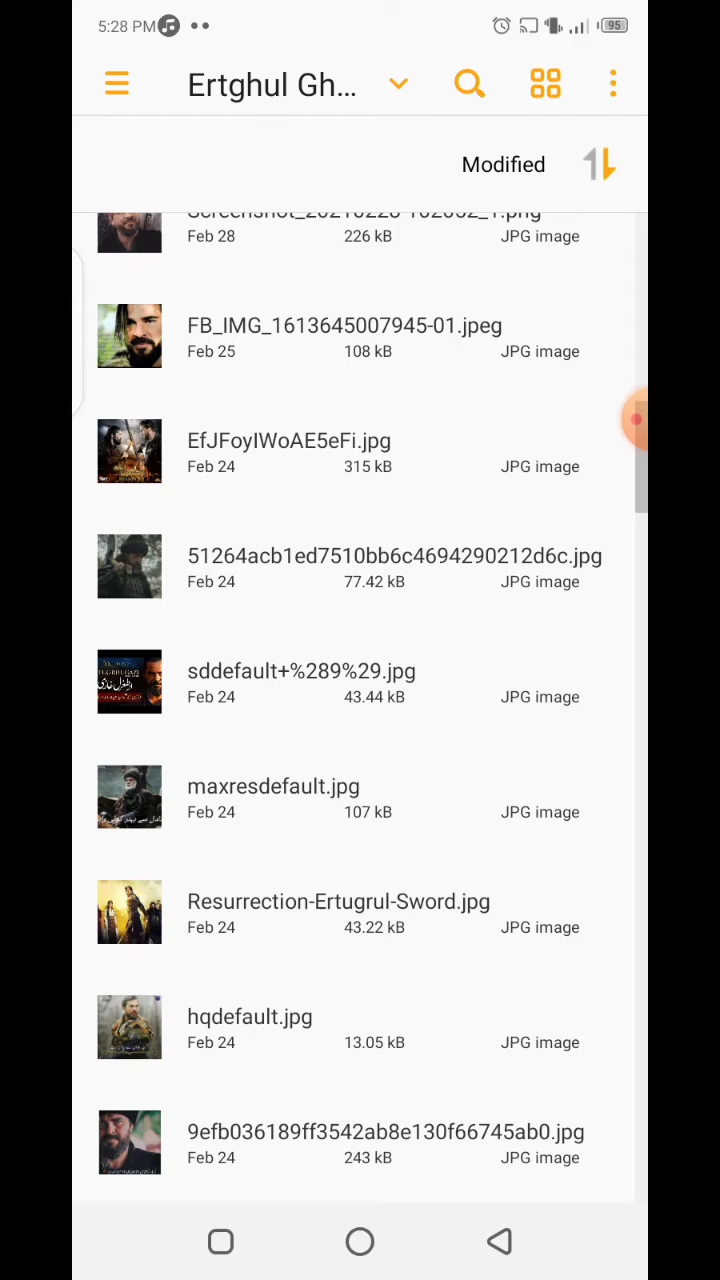 5:28 PM
95
Ertghul Gh...
Modified
Screenshot_20210228-102052_1.png
Feb 28 226 kB JPG image
FB_IMG_1613645007945-01.jpeg
Feb 25 108 kB JPG image
EfJFoyIWoAE5eFi.jpg
Feb 24 315 kB JPG image
51264acb1ed7510bb6c4694290212d6c.jpg
Feb 24 77.42 kB JPG image
sddefault+%289%29.jpg
Feb 24 43.44 kB JPG image
maxresdefault.jpg
Feb 24 107 kB JPG image
Resurrection-Ertugrul-Sword.jpg
Feb 24 43.22 kB JPG image
hqdefault.jpg
Feb 24 13.05 kB JPG image
9efb036189ff3542ab8e130f66745ab0.jpg
Feb 24 243 kB JPG image